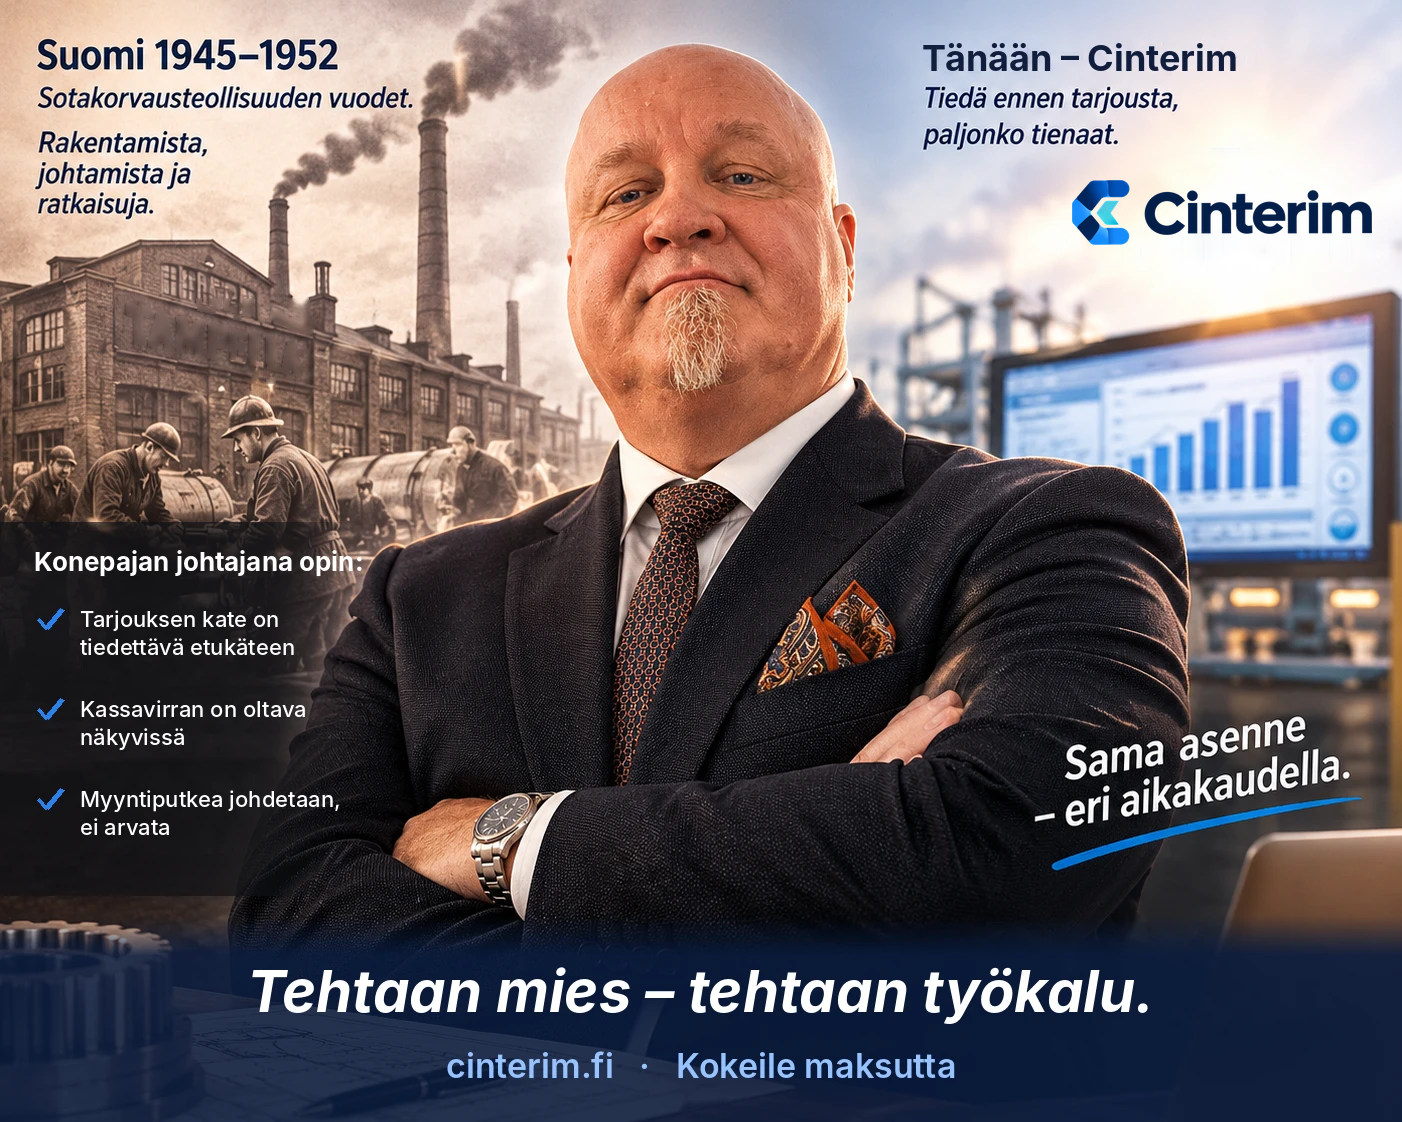 Suomi 1945–1952
Sotakorvausteollisuuden vuodet.
Rakentamista,
johtamista ja
ratkaisuja.
Tänään – Cinterim
Tiedä ennen tarjousta,
paljonko tienaat.
Cinterim
Konepajan johtajana opin:
Tarjouksen kate on
tiedettävä etukäteen
Kassavirran on oltava
näkyvissä
Myyntiputkea johdetaan,
ei arvata
Sama asenne
– eri aikakaudella.
Tehtaan mies – tehtaan työkalu.
cinterim.fi · Kokeile maksutta